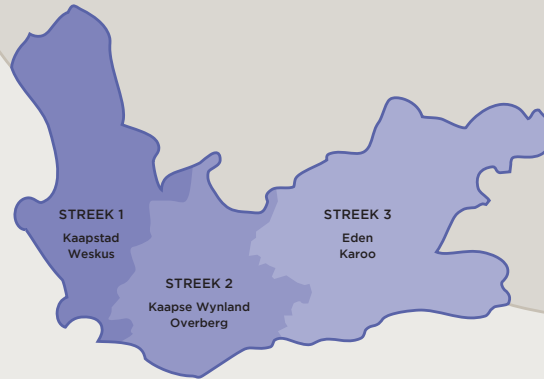 STREEK 1
Kaapstad
Weskus
STREEK 2
Kaapse Wynland
Overberg
STREEK 3
Eden
Karoo